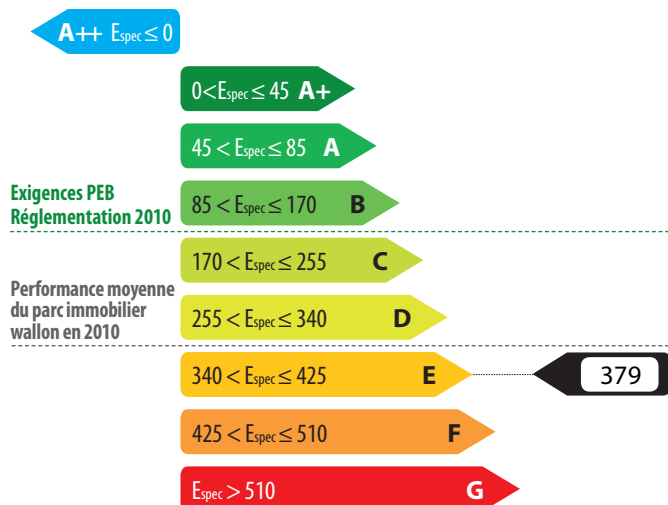 A++ Espec ≤ 0
0<Espec ≤ 45 A+
45 < Espec ≤ 85 A
Exigences PEB
Réglementation 2010
85 < Espec ≤ 170 B
170 < Espec ≤ 255 C
Performance moyenne
du parc immobilier
wallon en 2010
255 < Espec ≤ 340 D
340 < Espec ≤ 425 E
379
425 < Espec ≤ 510 F
Espec > 510 G